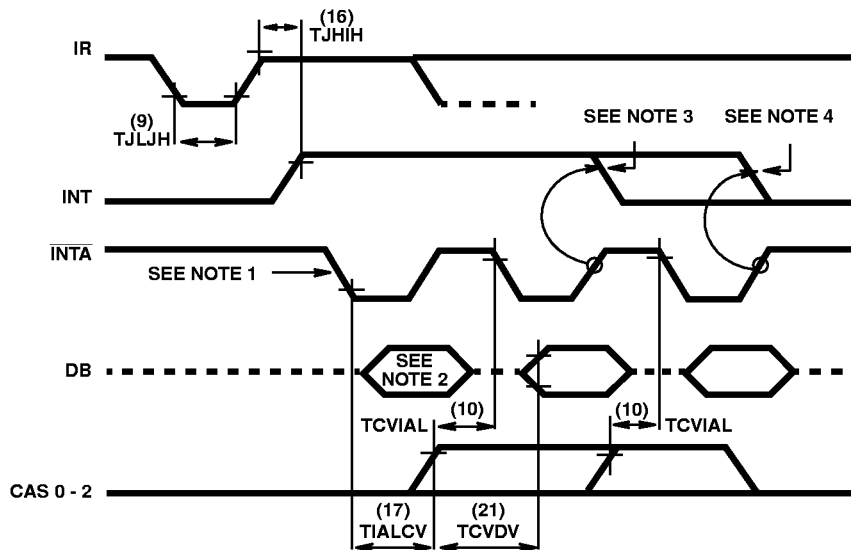 (16)
TJHIH
IR
(9)
TJLJH
SEE NOTE 3
SEE NOTE 4
INT
INTA
SEE NOTE 1
DB
SEE
NOTE 2
TCVIAL
(10)
(10)
TCVIAL
CAS 0 - 2
(17)
TIALCV
(21)
TCVDV